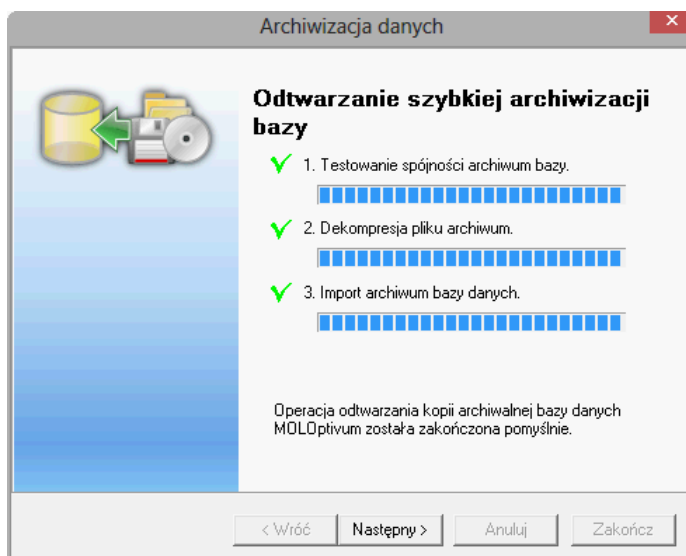 Archiwizacja danych
Odtwarzanie szybkiej archiwizacji
bazy
1. Testowanie spójności archiwum bazy.
2. Dekompresja pliku archiwum.
3. Import archiwum bazy danych.
Operacja odtwarzania kopii archiwalnej bazy danych
MOLOptivum została zakończona pomyślnie.
< Wróć Następny > Anuluj Zakończ